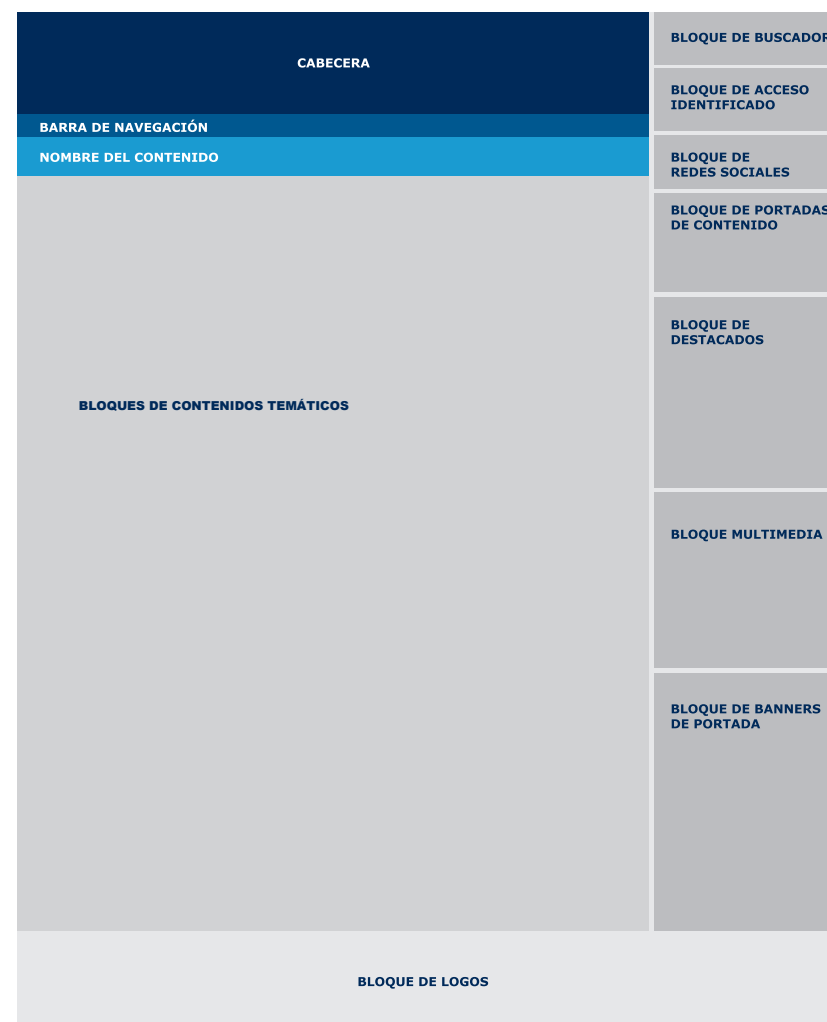 CABECERA
BARRA DE NAVEGACIÓN
NOMBRE DEL CONTENIDO
BLOQUES DE CONTENIDOS TEMÁTICOS
BLOQUE DE BUSCADOR
BLOQUE DE ACCESO
IDENTIFICADO
BLOQUE DE
REDES SOCIALES
BLOQUE DE PORTADAS
DE CONTENIDO
BLOQUE DE
DESTACADOS
BLOQUE MULTIMEDIA
BLOQUE DE BANNERS
DE PORTADA
BLOQUE DE LOGOS